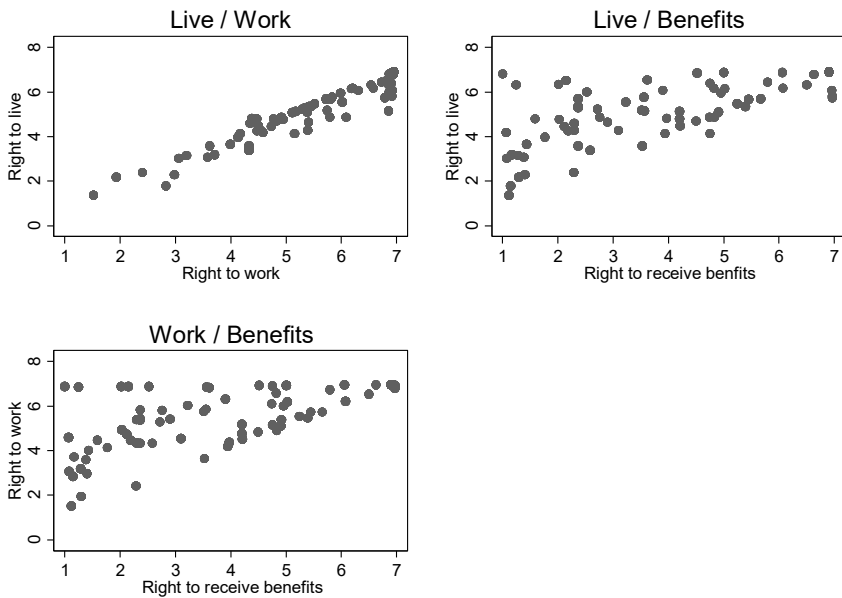 Live / Work
Right to live
8
6
4
2
0
1 2 3 4 5 6 7
Right to work
Live / Benefits
Right to live
8
6
4
2
0
1 2 3 4 5 6 7
Right to receive benfits
Work / Benefits
Right to work
8
6
4
2
0
1 2 3 4 5 6 7
Right to receive benefits